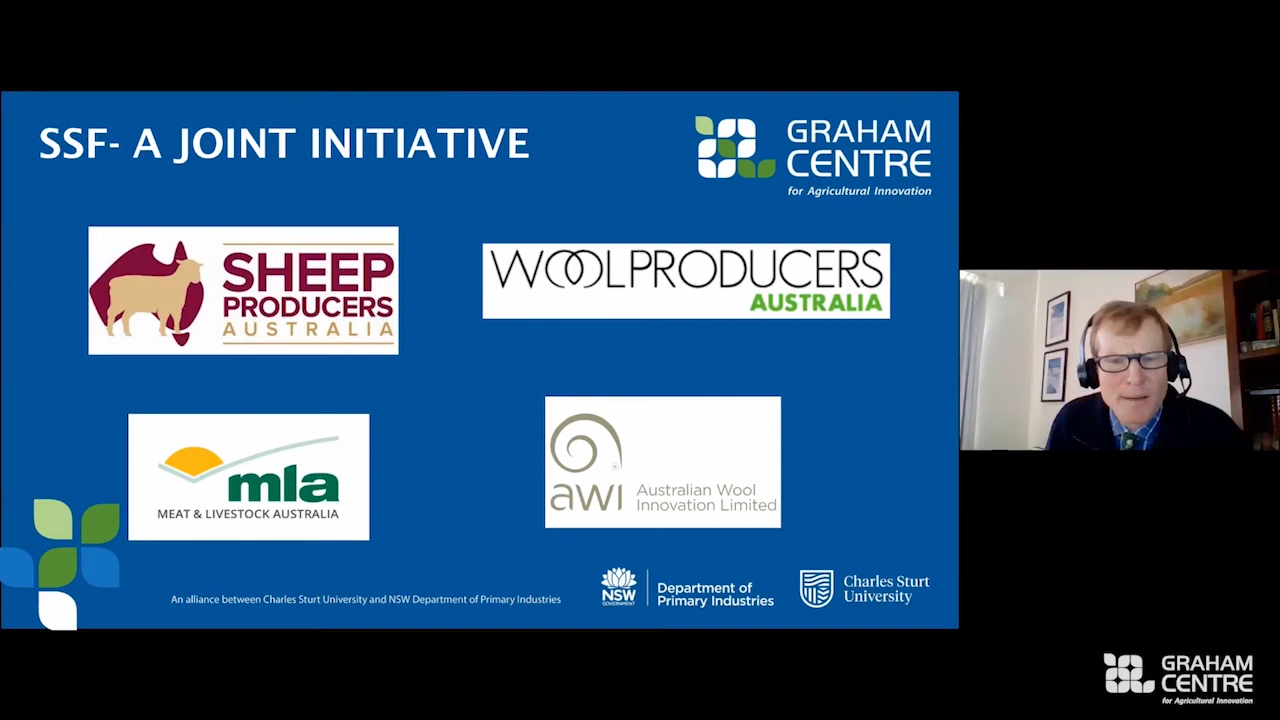 SSF- A JOINT INITIATIVE
GRAHAM
CENTRE
for Agricultural Innovation
SHEEP
PRODUCERS
AUSTRALIA
WOOLPRODUCERS
AUSTRALIA
mla
MEAT & LIVESTOCK AUSTRALIA
awi
Australian Wool
Innovation Limited
An alliance between Charles Sturt University and NSW Department of Primary Industries
NSW
GOVERNMENT
Department of
Primary Industries
Charles Sturt
University
GRAHAM
CENTRE
for Agricultural Innovation